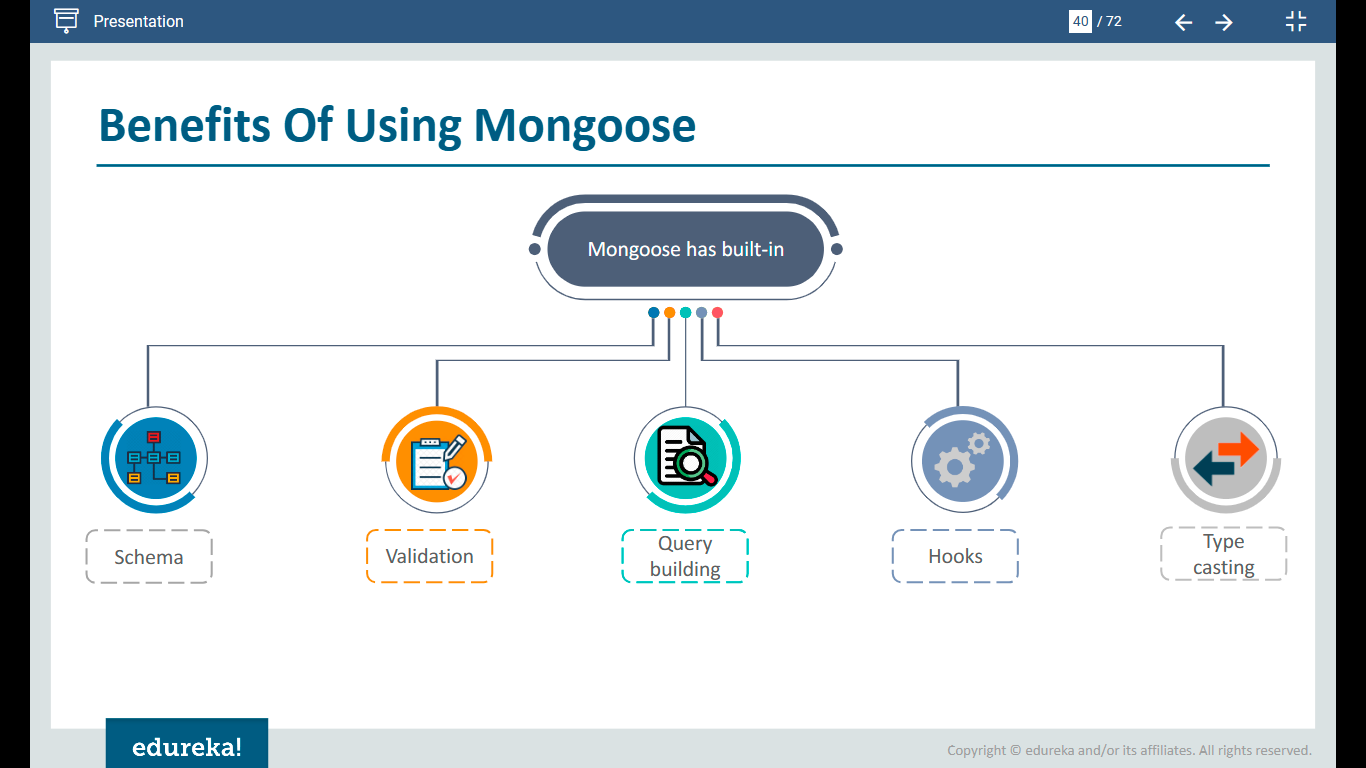 Presentation
40 / 72
Benefits Of Using Mongoose
Mongoose has built-in
Schema
Validation
Query
building
Hooks
Type
casting
edureka!
Copyright © edureka and/or its affiliates. All rights reserved.